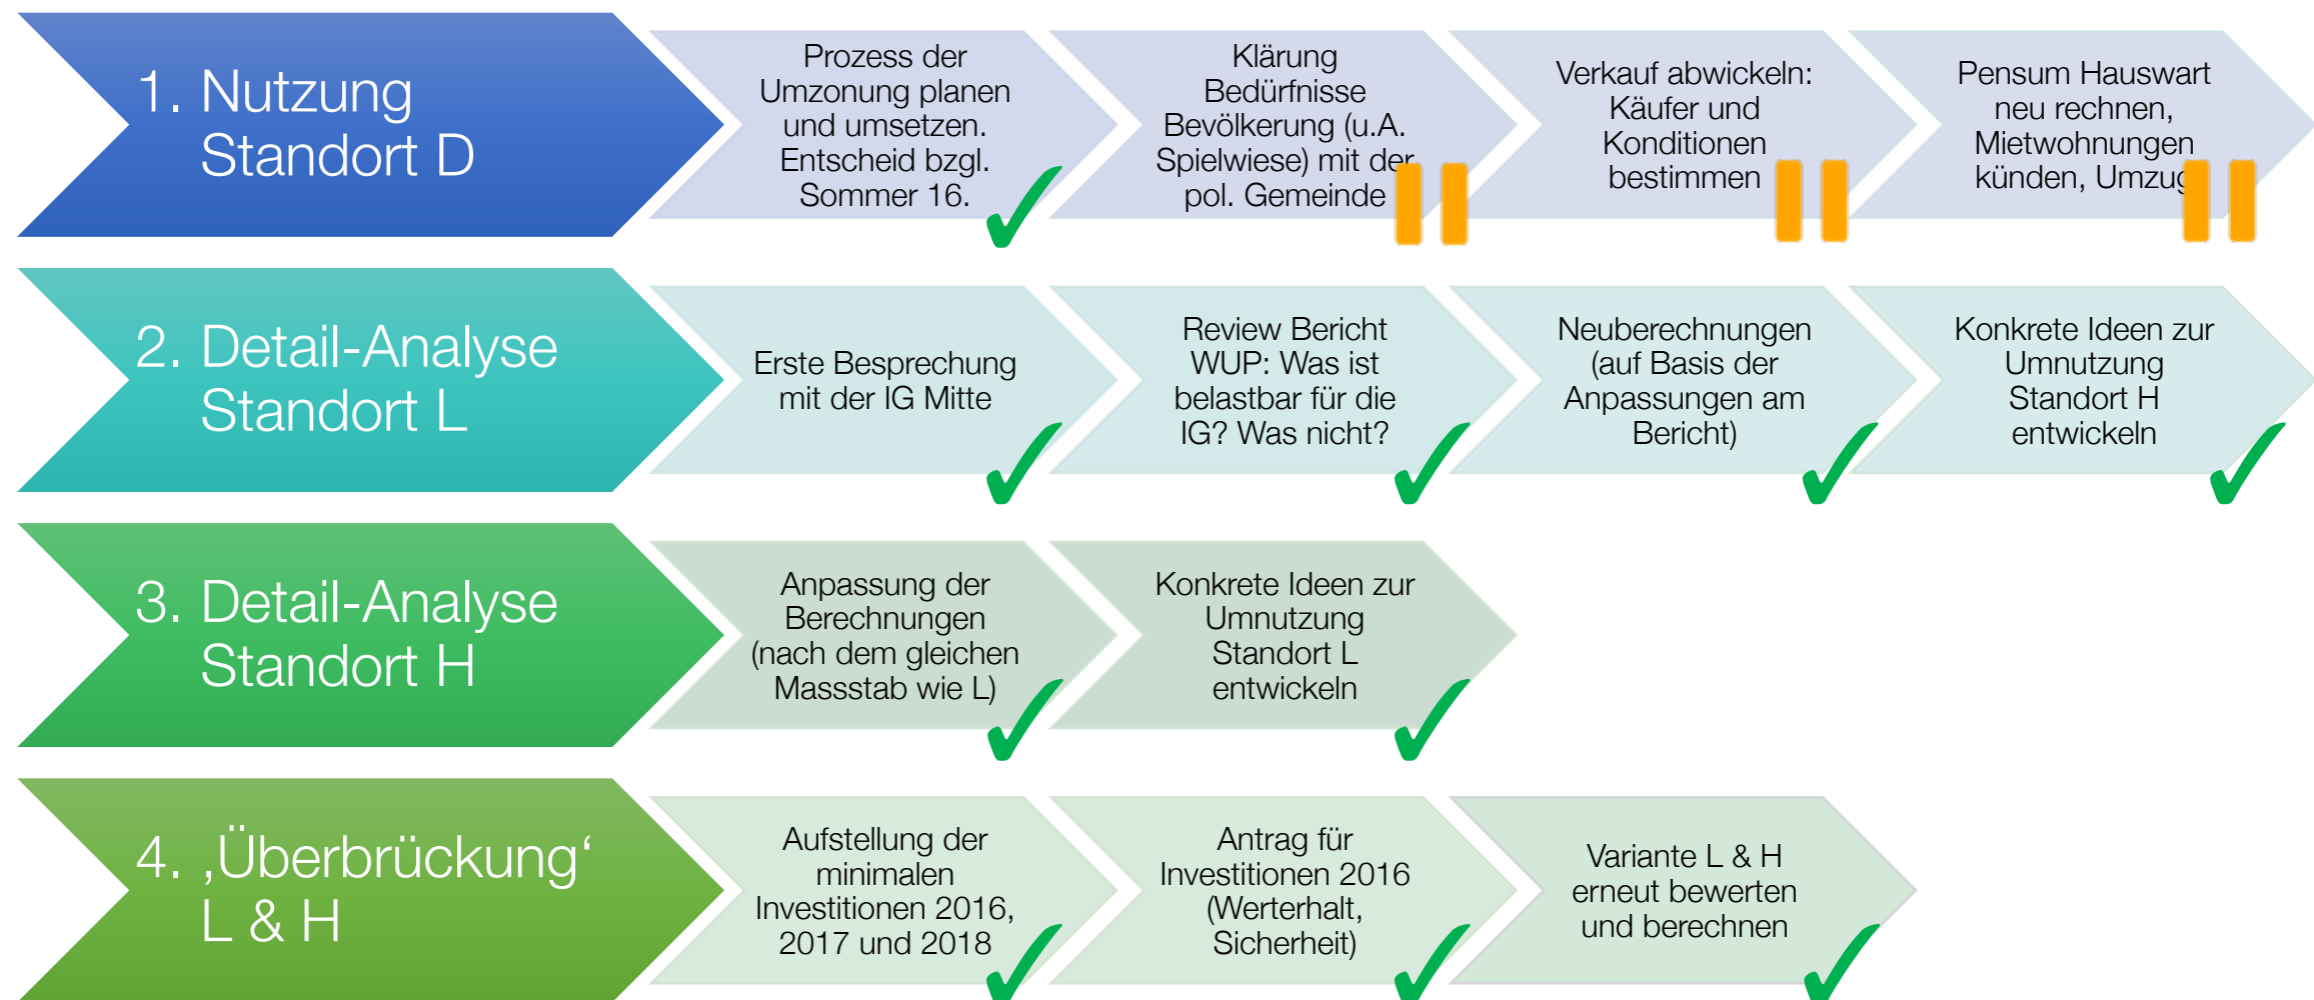 1. Nutzung
Standort D
Prozess der
Umzonung planen
und umsetzen.
Entscheid bzgl.
Sommer 16.
Klärung
Bedürfnisse
Bevölkerung (u.A.
Spielwiese) mit der
pol. Gemeinde
Verkauf abwickeln:
Käufer und
Konditionen
bestimmen
Pensum Hauswart
neu rechnen,
Mietwohnungen
künden, Umzug
2. Detail-Analyse
Standort L
Erste Besprechung
mit der IG Mitte
Review Bericht
WUP: Was ist
belastbar für die
IG? Was nicht?
Neuberechnungen
(auf Basis der
Anpassungen am
Bericht)
Konkrete Ideen zur
Umnutzung
Standort H
entwickeln
3. Detail-Analyse
Standort H
Anpassung der
Berechnungen
(nach dem gleichen
Massstab wie L)
Konkrete Ideen zur
Umnutzung
Standort L
entwickeln
4. ‚Überbrückung‘
L & H
Aufstellung der
minimalen
Investitionen 2016,
2017 und 2018
Antrag für
Investitionen 2016
(Werterhalt,
Sicherheit)
Variante L & H
erneut bewerten
und berechnen